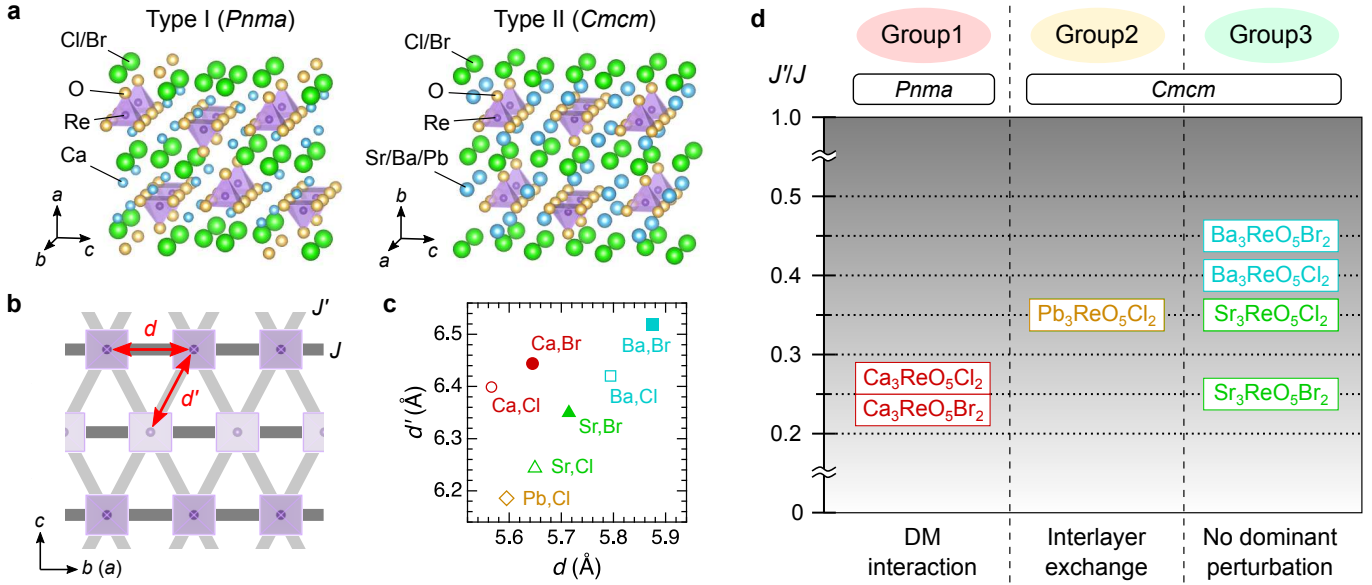 a
Type I (Pnma)
Cl/Br
O
Re
Ca
a
b
c
Type II (Cmcm)
Cl/Br
O
Re
Sr/Ba/Pb
b
a
c
b
J'
d
J
d'
c
b (a)
c
6.5
6.4
6.3
6.2
d' (Å)
Ca,Br
Ba,Br
Ca,Cl
Ba,Cl
Sr,Br
Sr,Cl
Pb,Cl
5.6 5.7 5.8 5.9
d (Å)
d
Group1 Group2 Group3
J'/J
Pnma Cmcm
1.0
0.5
Ba₃ReO₅Br₂
0.4
Ba₃ReO₅Cl₂
Pb₃ReO₅Cl₂ Sr₃ReO₅Cl₂
0.3
Ca₃ReO₅Cl₂
Ca₃ReO₅Br₂ Sr₃ReO₅Br₂
0.2
0
DM Interlayer No dominant
interaction exchange perturbation